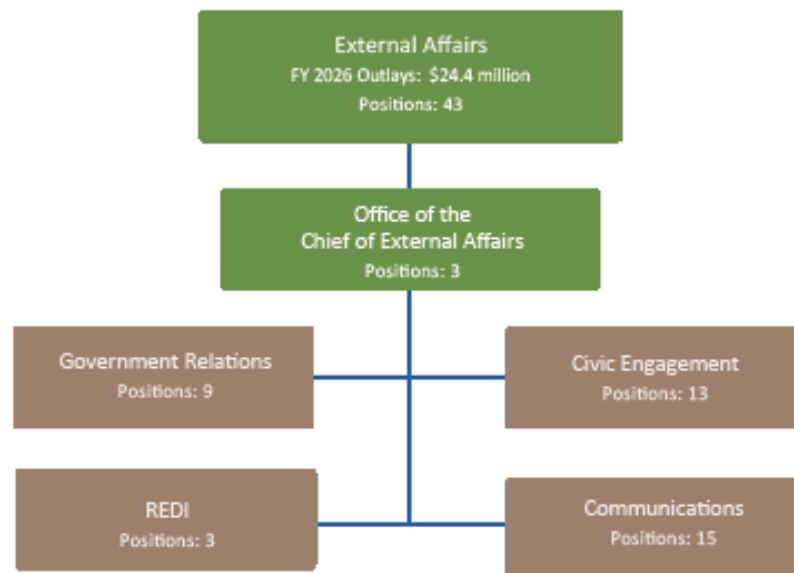 External Affairs
FY 2026 Outlays: $24.4 million
Positions: 43
Office of the
Chief of External Affairs
Positions: 3
Government Relations
Positions: 9
Civic Engagement
Positions: 13
REDI
Positions: 3
Communications
Positions: 15